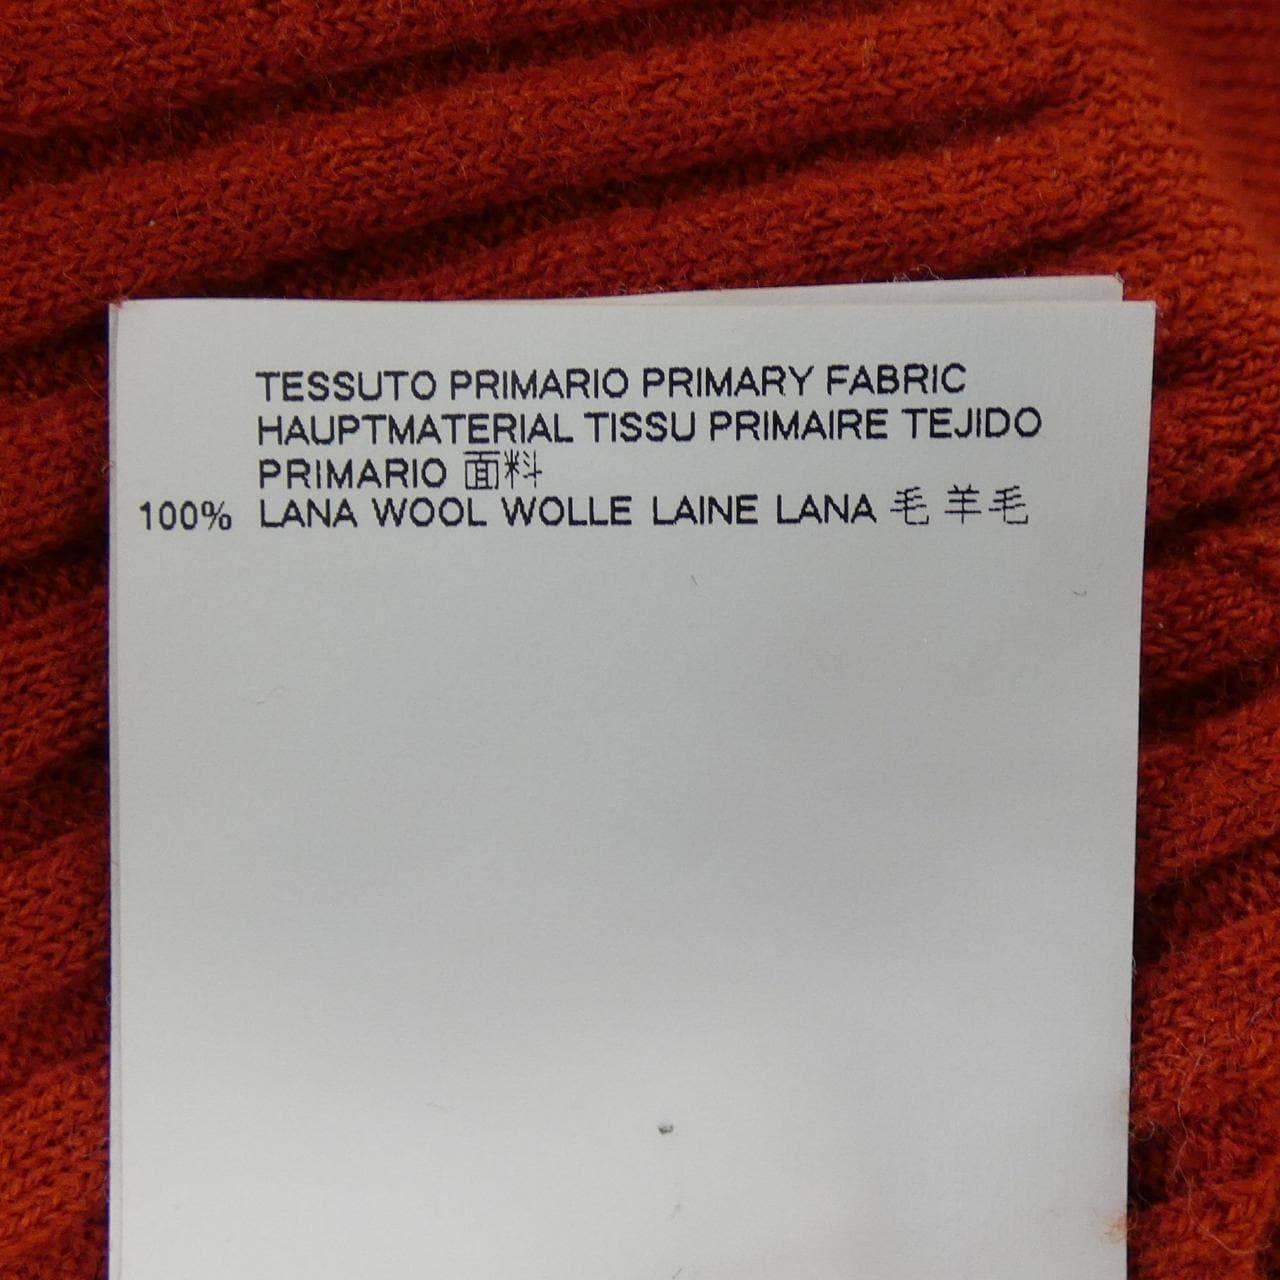 TESSUTO PRIMARIO PRIMARY FABRIC
HAUPTMATERIAL TISSU PRIMAIRE TEJIDO
PRIMARIO 面料
100% LANA WOOL WOLLE LAINE LANA 毛 羊毛